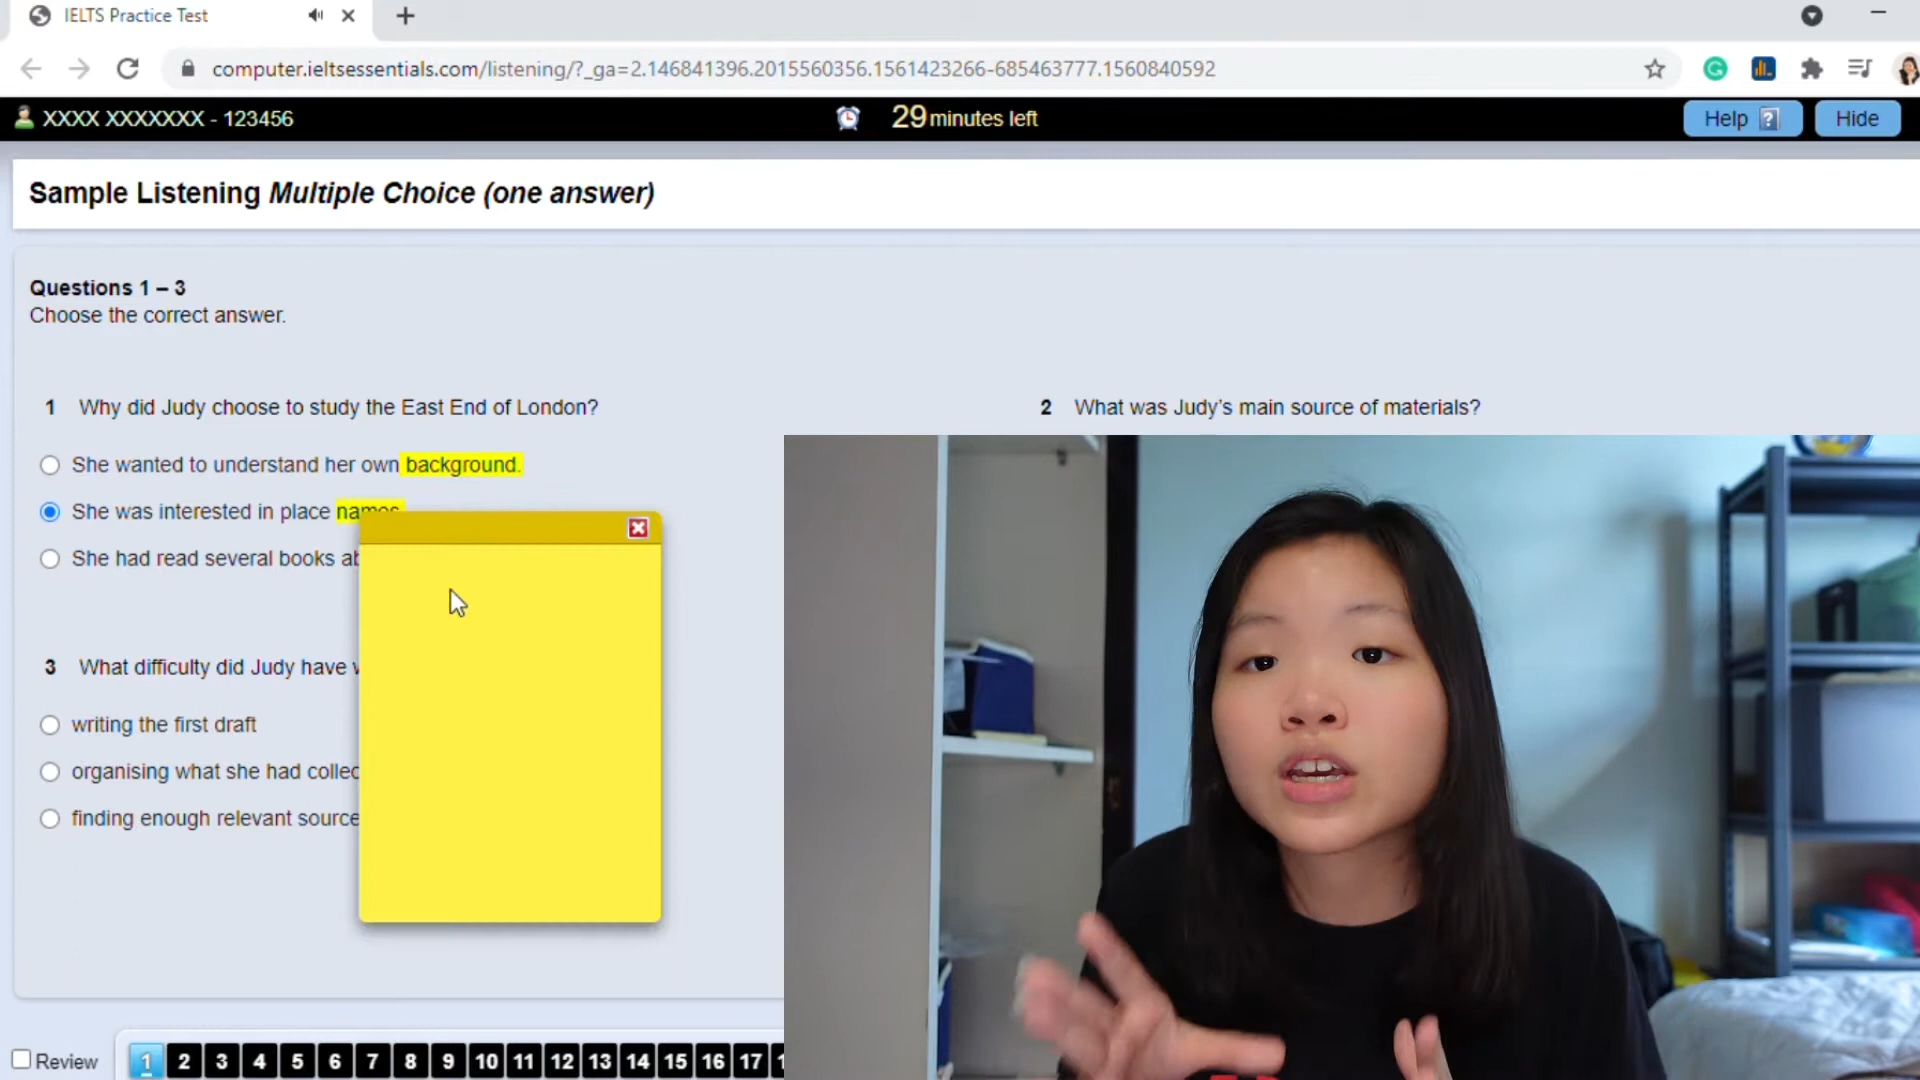 IELTS Practice Test
computer.ieltsessentials.com/listening/?_ga=2.146841396.2015560356.1561423266-685463777.1560840592
XXXX XXXXXXX - 123456
29 minutes left
Help ?
Hide
Sample Listening Multiple Choice (one answer)
Questions 1 – 3
Choose the correct answer.
1 Why did Judy choose to study the East End of London?
She wanted to understand her own background.
She was interested in place names.
She had read several books
2 What was Judy's main source of materials?
3 What difficulty did Judy have
writing the first draft
organising what she had
finding enough relevant source
Review
1 2 3 4 5 6 7 8 9 10 11 12 13 14 15 16 17